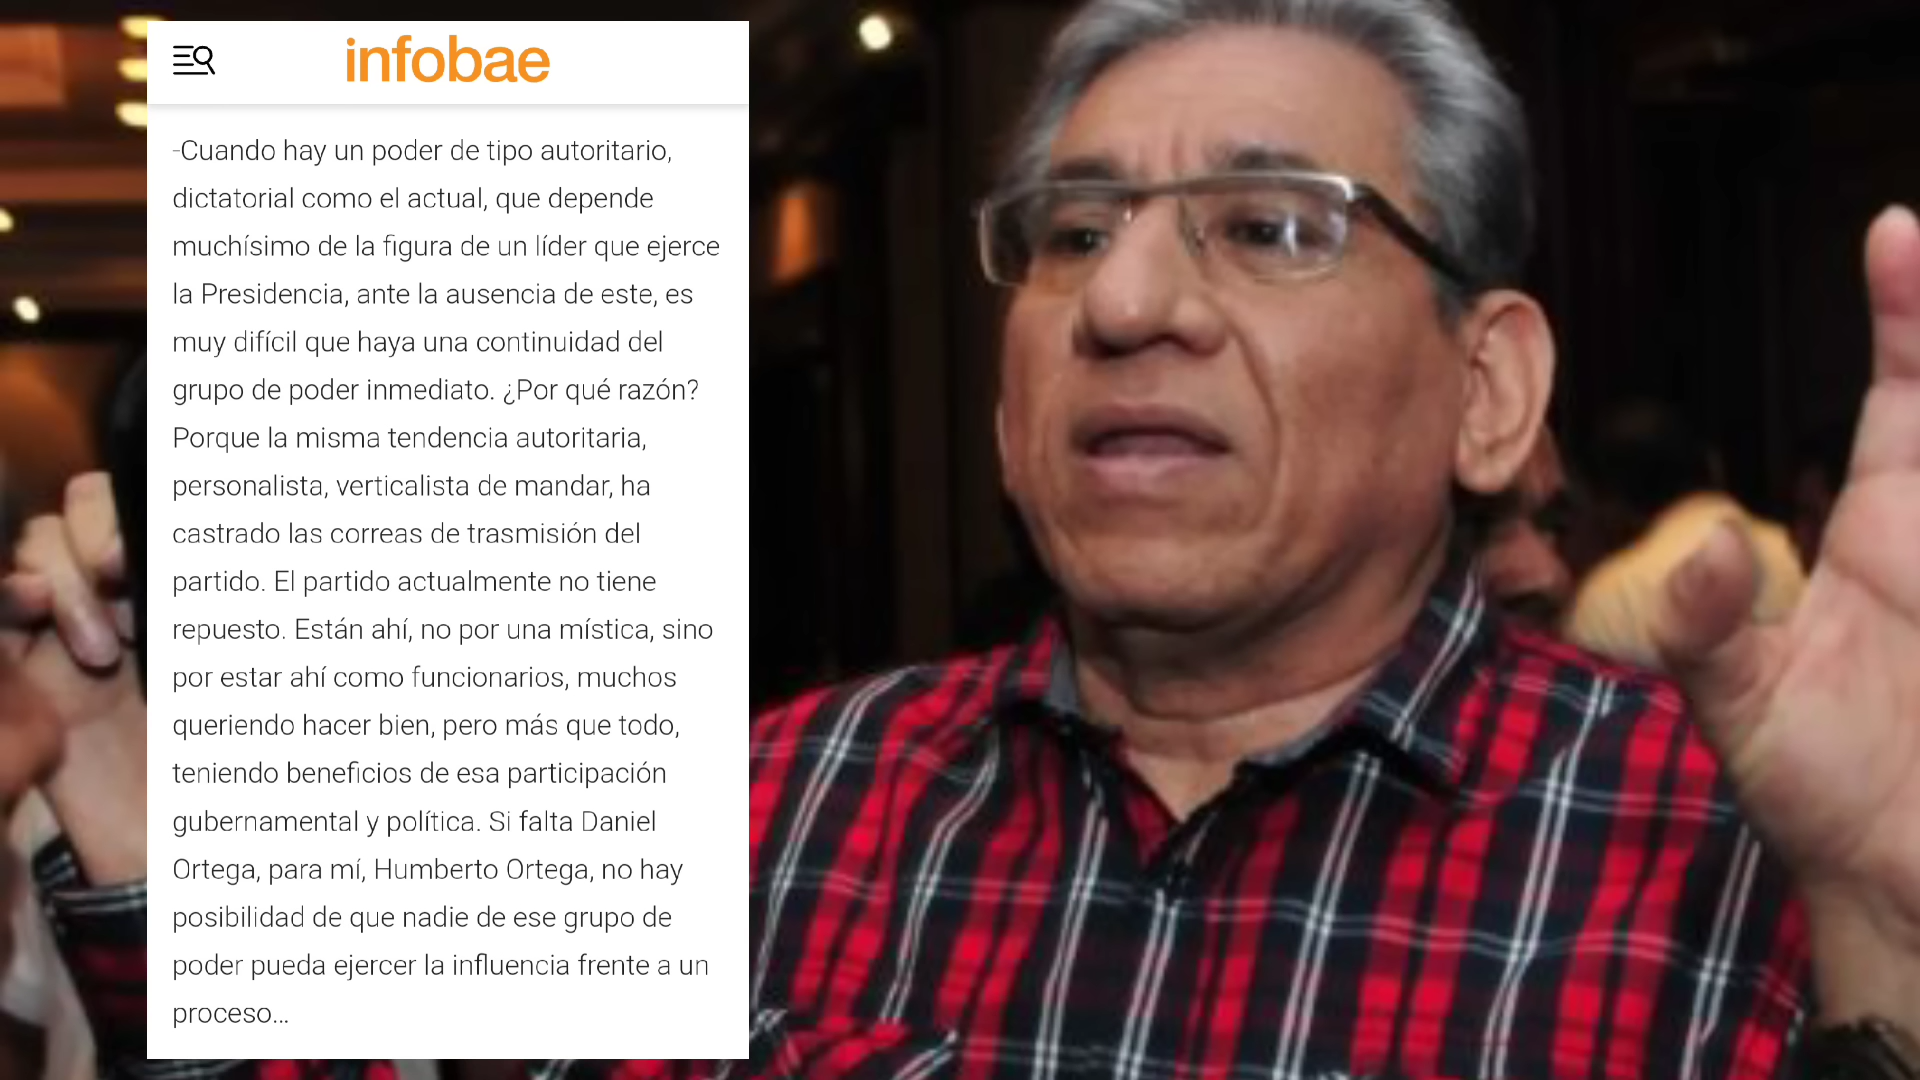 infobae
-Cuando hay un poder de tipo autoritario,
dictatorial como el actual, que depende
muchísimo de la figura de un líder que ejerce
la Presidencia, ante la ausencia de este, es
muy difícil que haya una continuidad del
grupo de poder inmediato. ¿Por qué razón?
Porque la misma tendencia autoritaria,
personalista, verticalista de mandar, ha
castrado las correas de trasmisión del
partido. El partido actualmente no tiene
repuesto. Están ahí, no por una mística, sino
por estar ahí como funcionarios, muchos
queriendo hacer bien, pero más que todo,
teniendo beneficios de esa participación
gubernamental y política. Si falta Daniel
Ortega, para mí, Humberto Ortega, no hay
posibilidad de que nadie de ese grupo de
poder pueda ejercer la influencia frente a un
proceso...